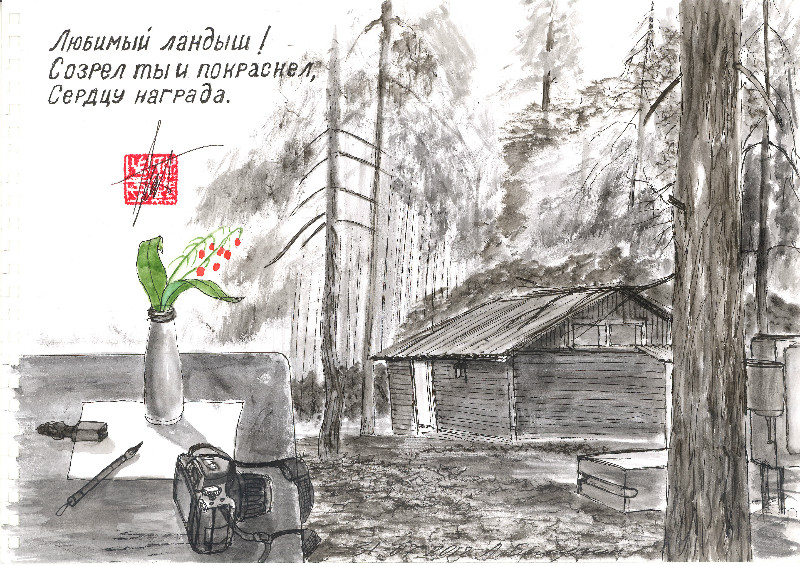 Любимый ландыш!
Созрел ты и покраснел,
Сердцу награда.